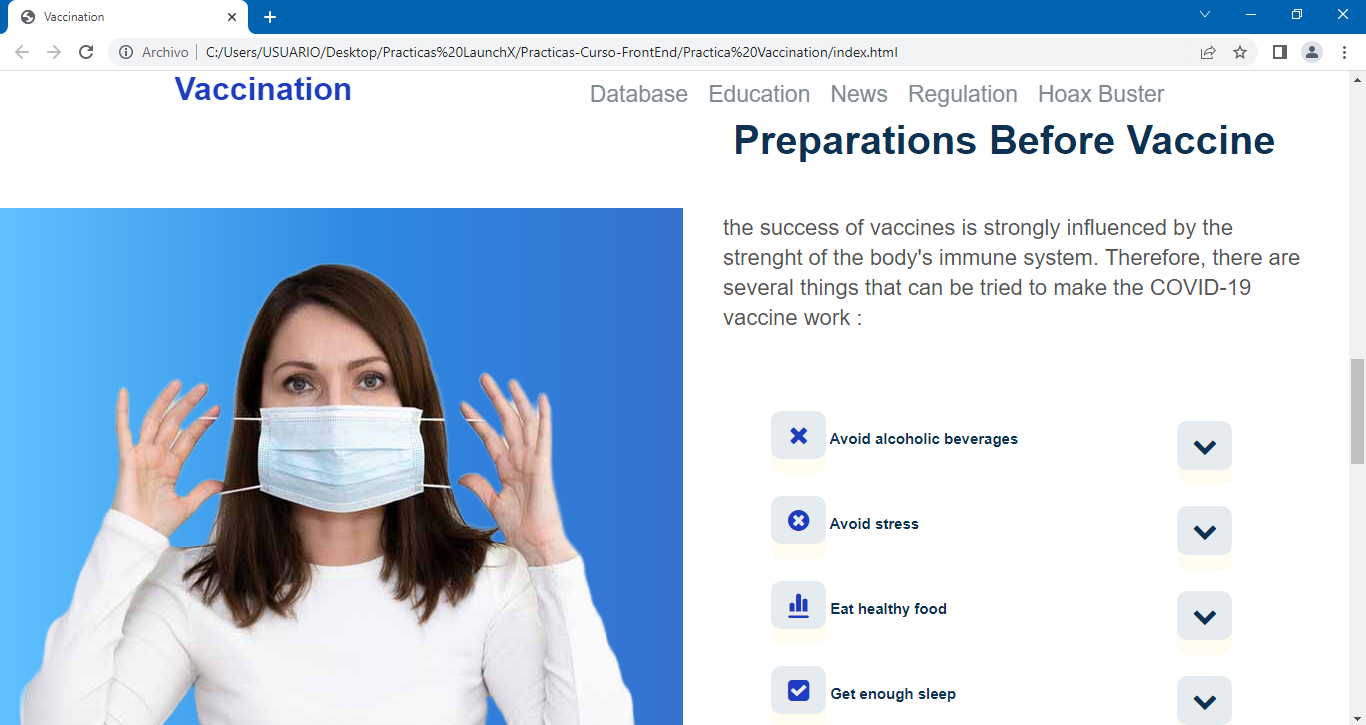 Vaccination
Archivo
C:/Users/USUARIO/Desktop/Practicas%20LaunchX/Practicas-Curso-FrontEnd/Practica%20Vaccination/index.html
Vaccination
Database Education News Regulation Hoax Buster
Preparations Before Vaccine
the success of vaccines is strongly influenced by the
strenght of the body's immune system. Therefore, there are
several things that can be tried to make the COVID-19
vaccine work :
Avoid alcoholic beverages
Avoid stress
Eat healthy food
Get enough sleep